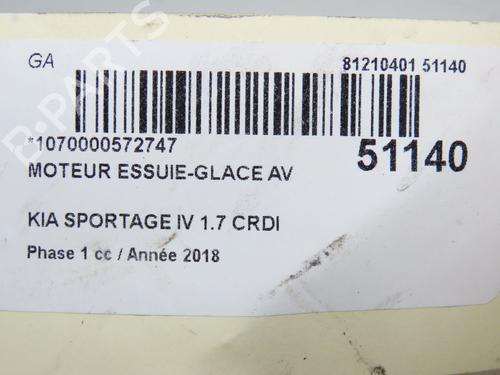 GA
81210401 51140
*1070000572747
51140
MOTEUR ESSUIE-GLACE AV
KIA SPORTAGE IV 1.7 CRDI
Phase 1 cc / Année 2018
B-PARTS